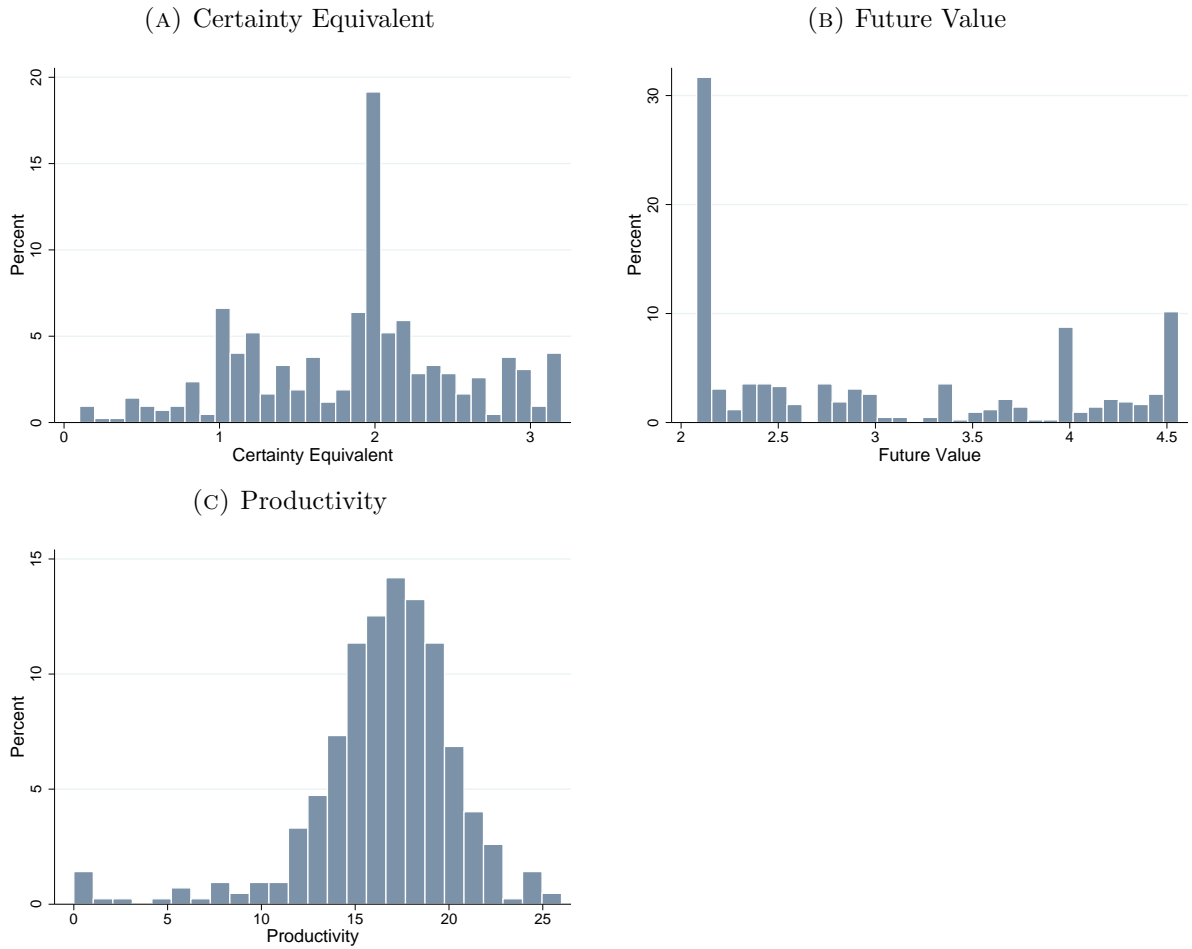 (A) Certainty Equivalent
20
15
10
5
0
Percent
0 1 2 3
Certainty Equivalent
(B) Future Value
30
20
10
0
Percent
2 2.5 3 3.5 4 4.5
Future Value
(C) Productivity
15
10
5
0
Percent
0 5 10 15 20 25
Productivity